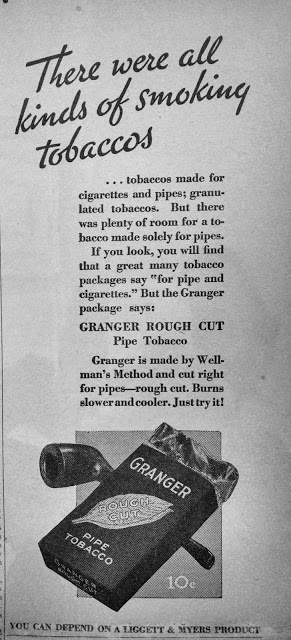 There were all
kinds of smoking
tobaccos
... tobaccos made for
cigarettes and pipes; granu-
lated tobaccos. But there
was plenty of room for a to-
bacco made solely for pipes.
If you look, you will find
that a great many tobacco
packages say "for pipe and
cigarettes." But the Granger
package says:
GRANGER ROUGH CUT
Pipe Tobacco
Granger is made by Well-
man's Method and cut right
for pipes—rough cut. Burns
slower and cooler. Just try it!
GRANGER
ROUGH
CUT
PIPE
TOBACCO
GRANGER
ROUGH CUT
10c
YOU CAN DEPEND ON A LIGGETT & MYERS PRODUCT